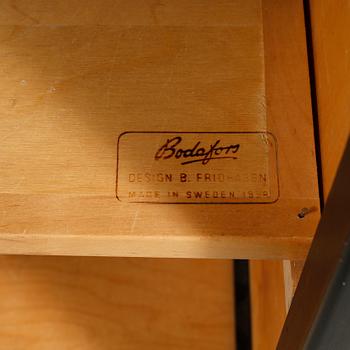 Bodafors
DESIGN B. FRIDHAGEN
MADE IN SWEDEN